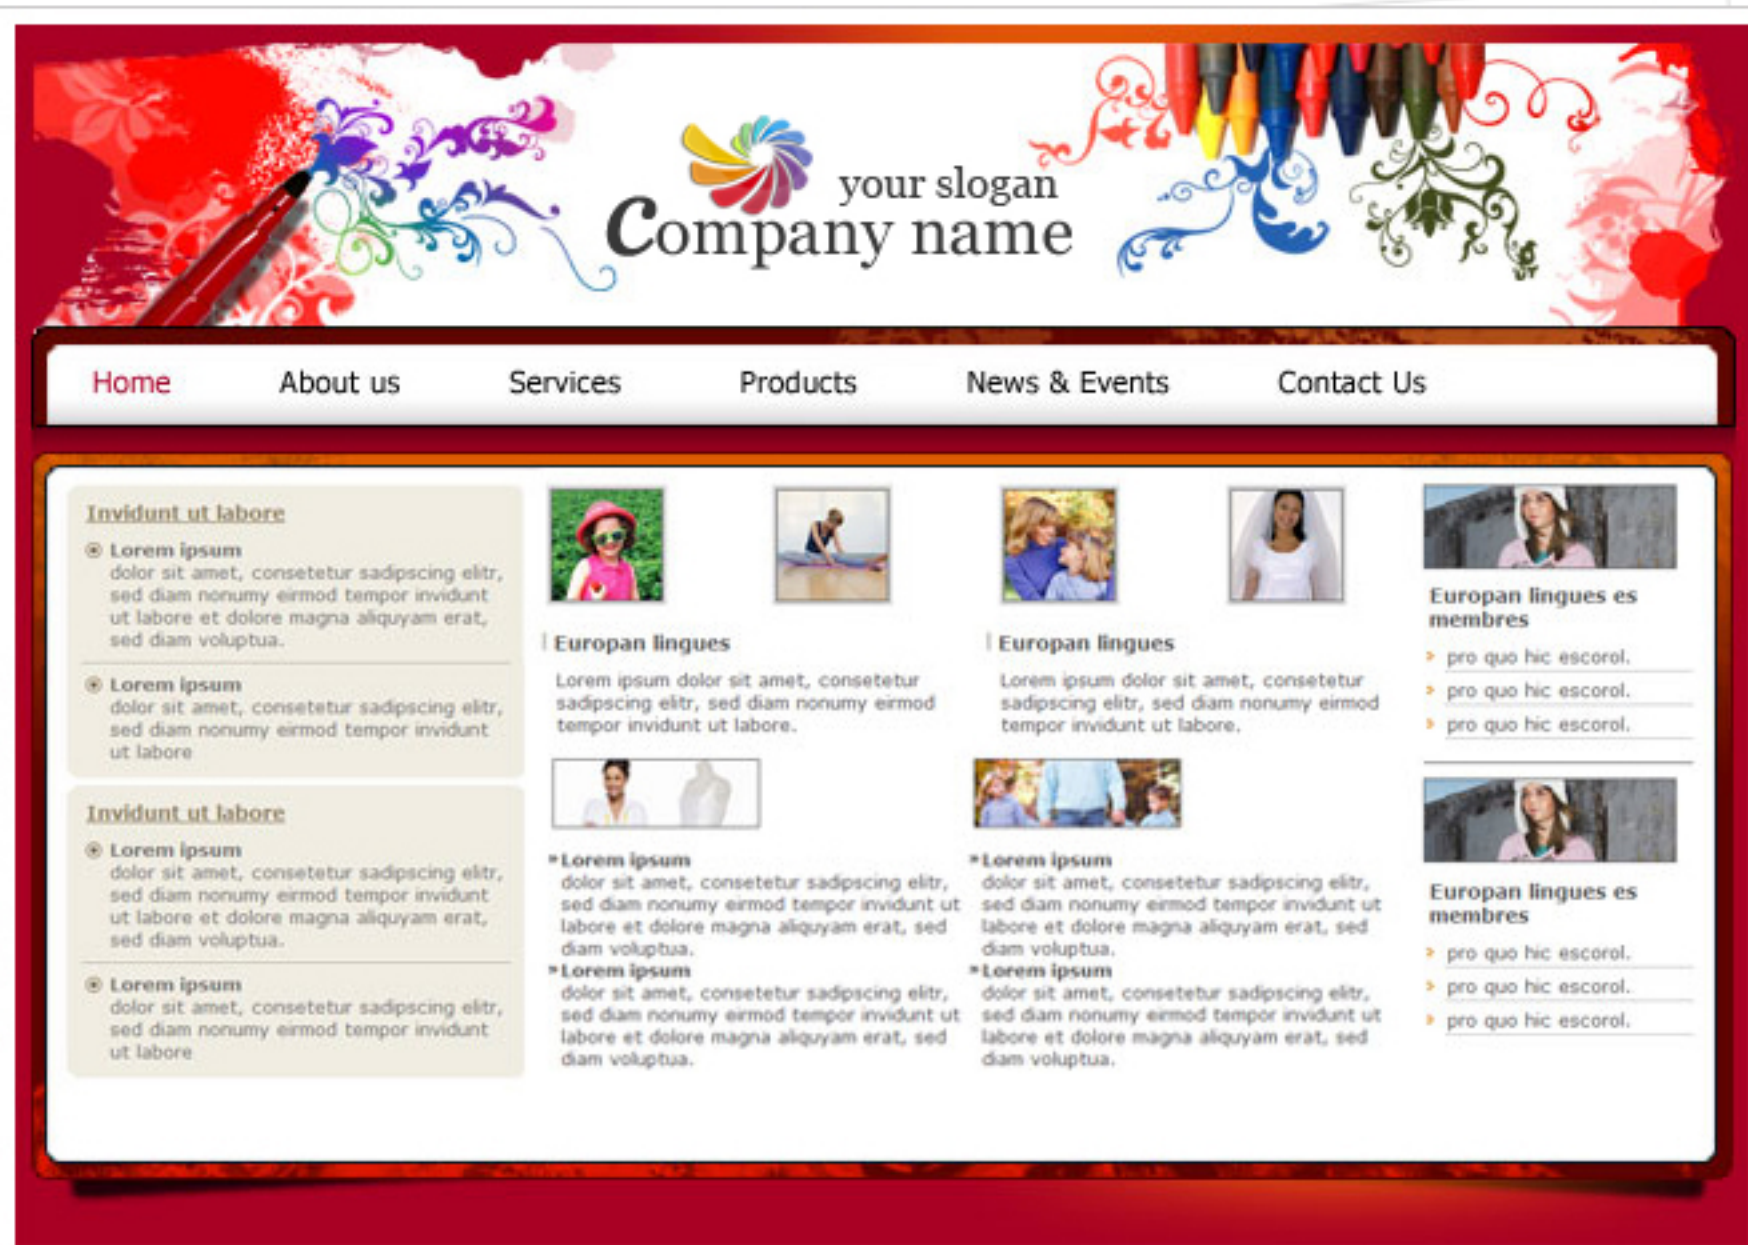 your slogan
Company name
Home About us Services Products News & Events Contact Us
Invidunt ut labore
Lorem ipsum
dolor sit amet, consetetur sadipscing elitr,
sed diam nonumy eirmod tempor invidunt
ut labore et dolore magna aliquyam erat,
sed diam voluptua.
Lorem ipsum
dolor sit amet, consetetur sadipscing elitr,
sed diam nonumy eirmod tempor invidunt
ut labore
Invidunt ut labore
Lorem ipsum
dolor sit amet, consetetur sadipscing elitr,
sed diam nonumy eirmod tempor invidunt
ut labore et dolore magna aliquyam erat,
sed diam voluptua.
Lorem ipsum
dolor sit amet, consetetur sadipscing elitr,
sed diam nonumy eirmod tempor invidunt
ut labore
Europan lingues
Lorem ipsum dolor sit amet, consetetur
sadipscing elitr, sed diam nonumy eirmod
tempor invidunt ut labore.
Europan lingues
Lorem ipsum dolor sit amet, consetetur
sadipscing elitr, sed diam nonumy eirmod
tempor invidunt ut labore.
Lorem ipsum
dolor sit amet, consetetur sadipscing elitr,
sed diam nonumy eirmod tempor invidunt ut
labore et dolore magna aliquyam erat, sed
diam voluptua.
Lorem ipsum
dolor sit amet, consetetur sadipscing elitr,
sed diam nonumy eirmod tempor invidunt ut
labore et dolore magna aliquyam erat, sed
diam voluptua.
Lorem ipsum
dolor sit amet, consetetur sadipscing elitr,
sed diam nonumy eirmod tempor invidunt ut
labore et dolore magna aliquyam erat, sed
diam voluptua.
Lorem ipsum
dolor sit amet, consetetur sadipscing elitr,
sed diam nonumy eirmod tempor invidunt ut
labore et dolore magna aliquyam erat, sed
diam voluptua.
Europan lingues es
membres
pro quo hic escorol.
pro quo hic escorol.
pro quo hic escorol.
Europan lingues es
membres
pro quo hic escorol.
pro quo hic escorol.
pro quo hic escorol.